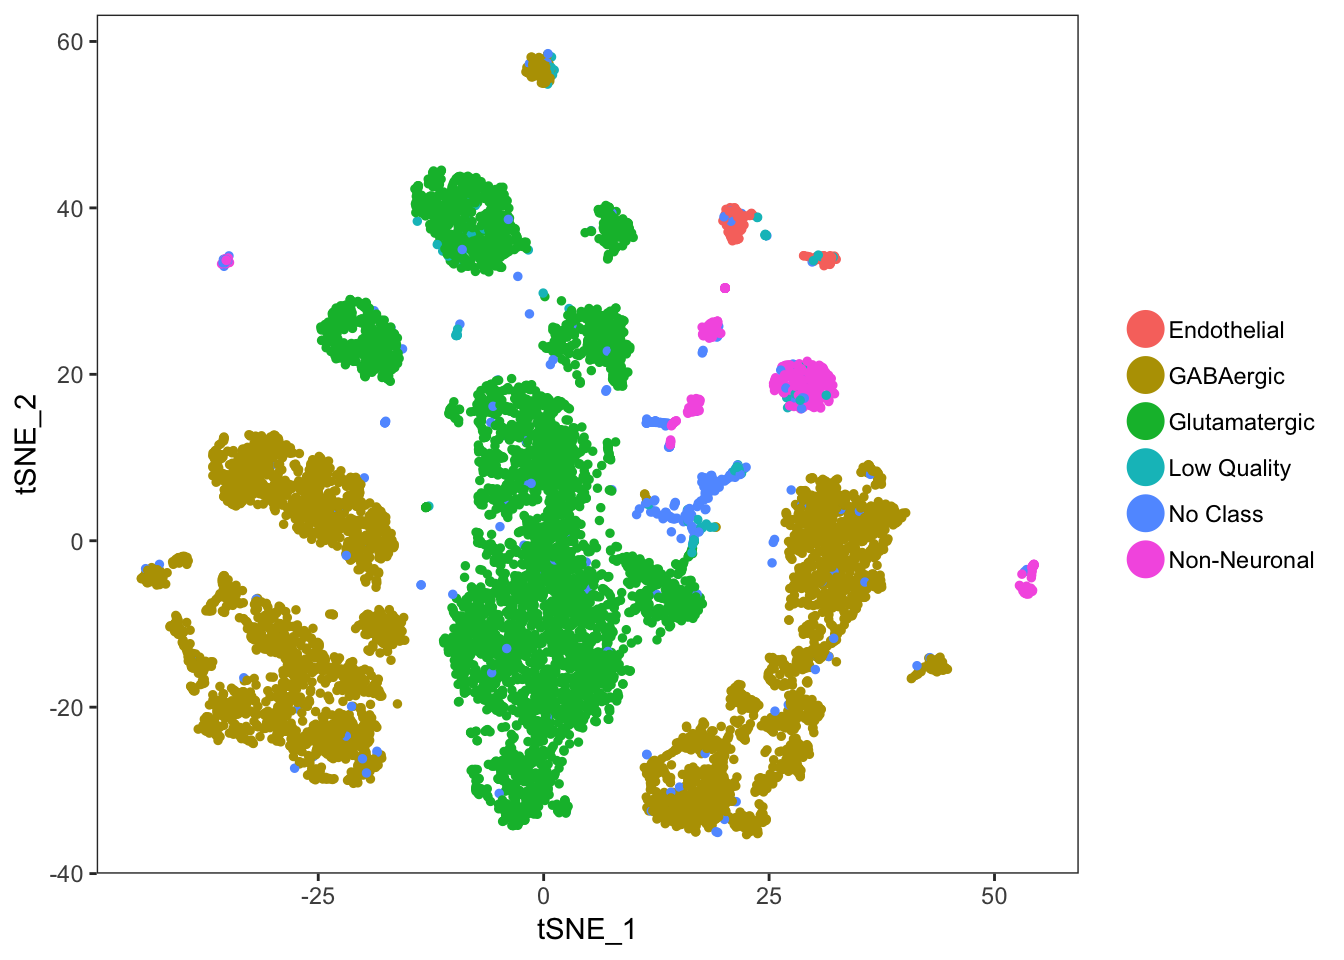 60
40
20
0
-20
-40
tSNE_2
-25
0
25
50
tSNE_1
Endothelial
GABAergic
Glutamatergic
Low Quality
No Class
Non-Neuronal